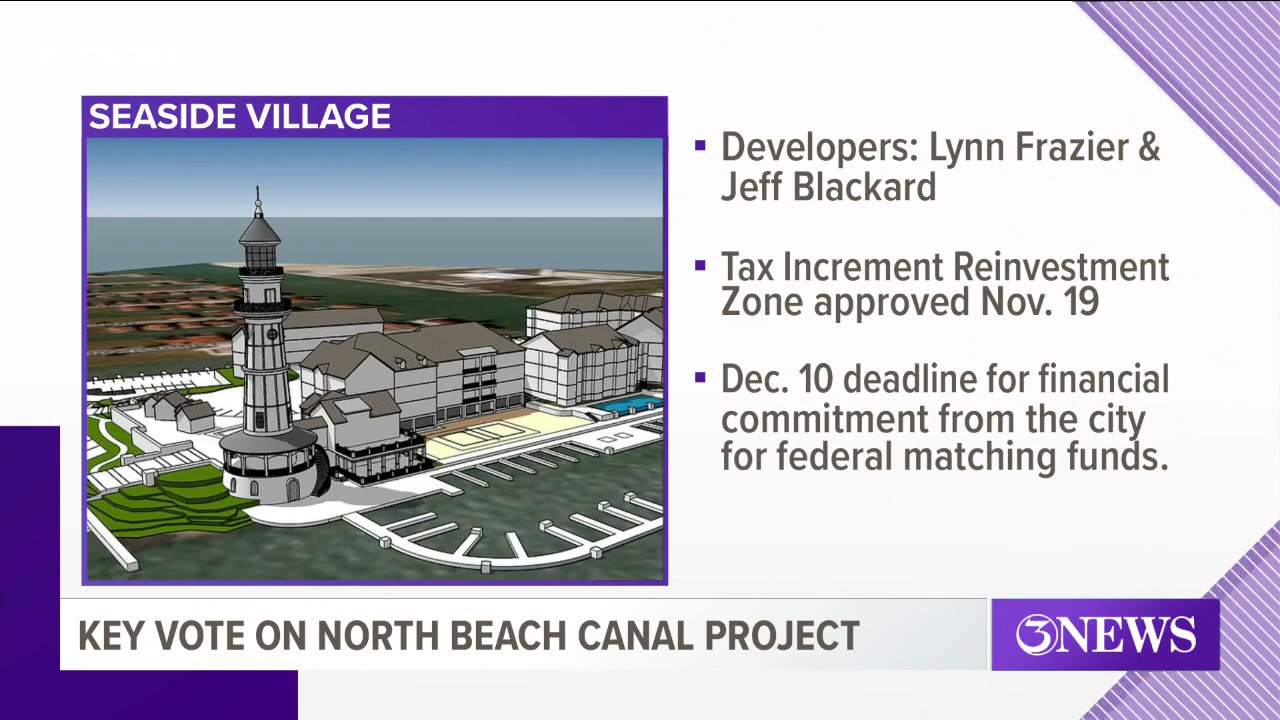 SEASIDE VILLAGE
▪ Developers: Lynn Frazier &
Jeff Blackard
▪ Tax Increment Reinvestment
Zone approved Nov. 19
▪ Dec. 10 deadline for financial
commitment from the city
for federal matching funds.
KEY VOTE ON NORTH BEACH CANAL PROJECT
3NEWS